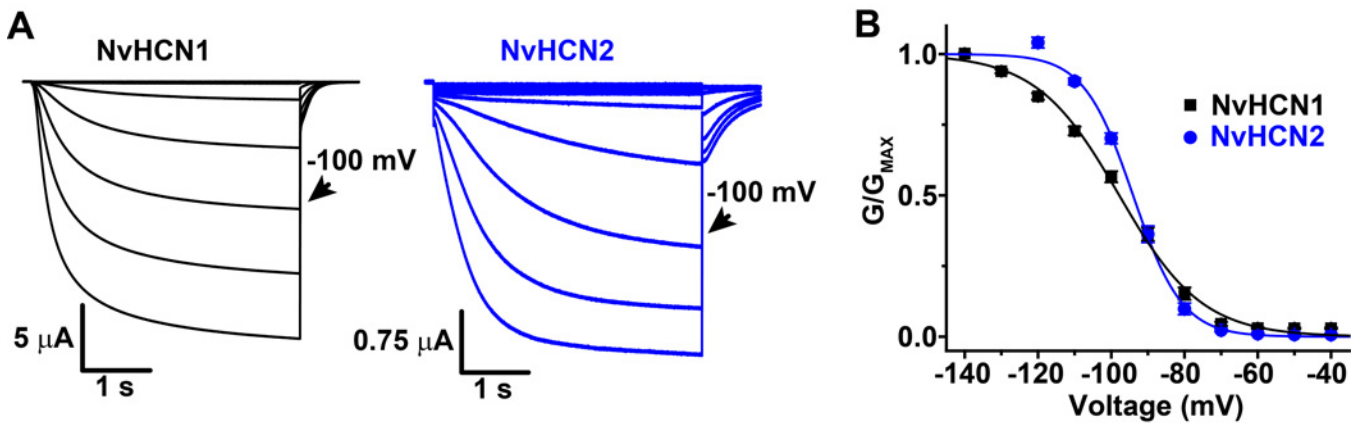 A
NvHCN1
NvHCN2
-100 mV
-100 mV
5 μA
1 s
0.75 μA
1 s
B
1.0
0.5
0.0
G/GMAX
NvHCN1
NvHCN2
-140 -120 -100 -80 -60 -40
Voltage (mV)